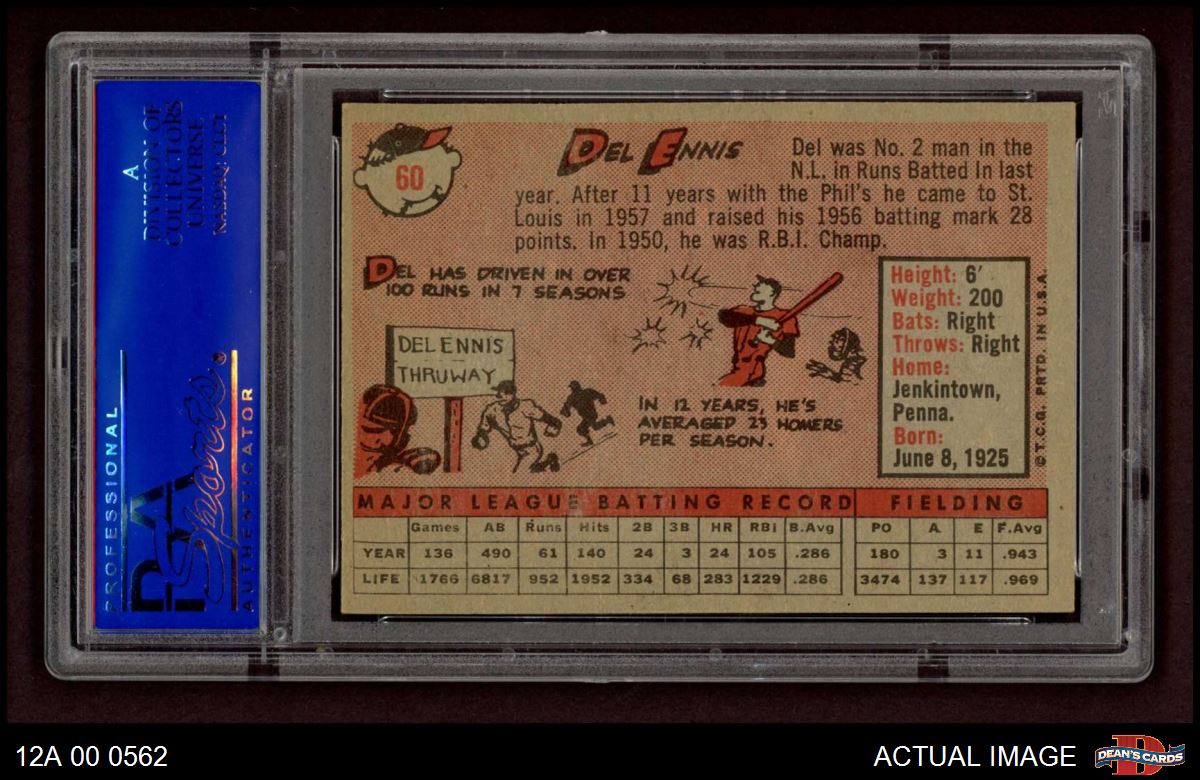 A
DIVISION OF
COLLECTORS
UNIVERSE
NASDAQ: CLCT
PROFESSIONAL
PSA
Sports®
AUTHENTICATOR
60
DEL ENNIS
Del was No. 2 man in the
N.L. in Runs Batted In last
year. After 11 years with the Phil's he came to St.
Louis in 1957 and raised his 1956 batting mark 28
points. In 1950, he was R.B.I. Champ.
DEL HAS DRIVEN IN OVER
100 RUNS IN 7 SEASONS
DEL ENNIS
THRUWAY
IN 12 YEARS, HE'S
AVERAGED 23 HOMERS
PER SEASON.
Height: 6'
Weight: 200
Bats: Right
Throws: Right
Home:
Jenkintown,
Penna.
Born:
June 8, 1925
©T.C.G. PRTD. IN U.S.A.
MAJOR LEAGUE BATTING RECORD FIELDING
Games AB Runs Hits 2B 3B HR RBI B.Avg PO A E F.Avg
YEAR 136 490 61 140 24 3 24 105 .286 180 3 11 .943
LIFE 1766 6817 952 1952 334 68 283 1229 .286 3474 137 117 .969
12A 00 0562
ACTUAL IMAGE
DEAN'S CARDS